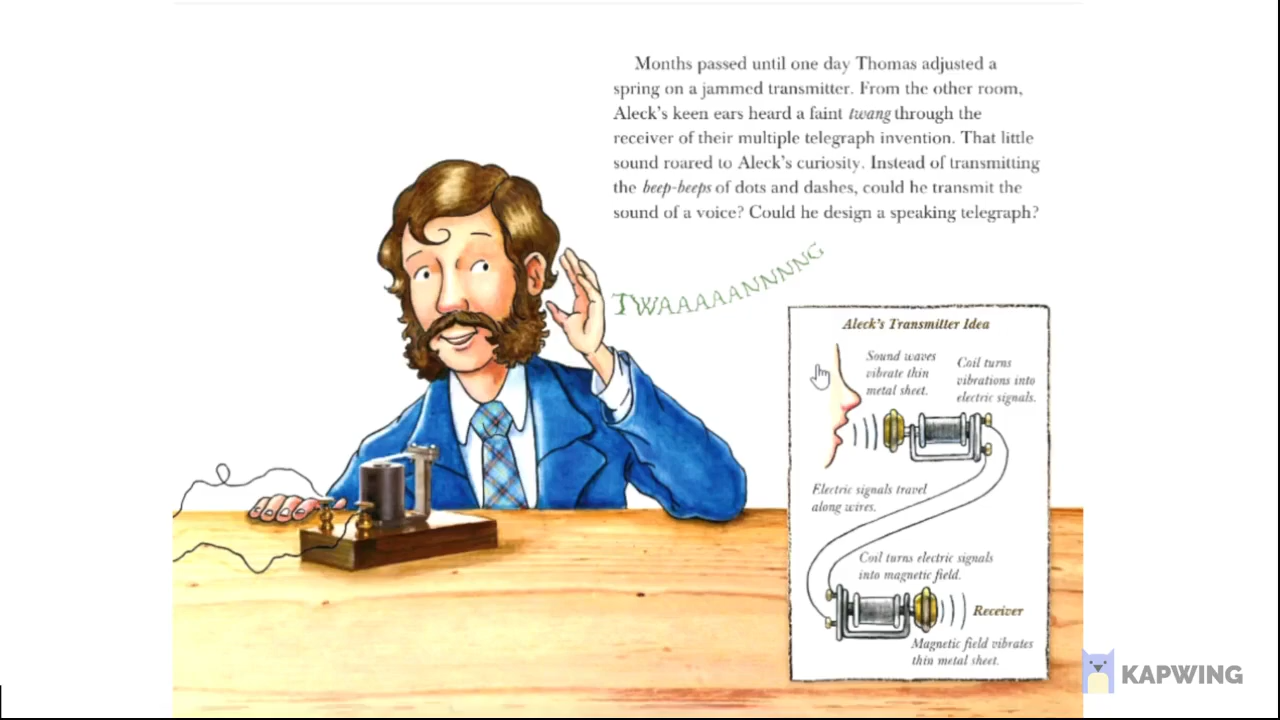 Months passed until one day Thomas adjusted a
spring on a jammed transmitter. From the other room,
Aleck's keen ears heard a faint twang through the
receiver of their multiple telegraph invention. That little
sound roared to Aleck's curiosity. Instead of transmitting
the beep-beeps of dots and dashes, could he transmit the
sound of a voice? Could he design a speaking telegraph?
TWAAAAANNNNG
Aleck's Transmitter Idea
Sound waves
vibrate thin
metal sheet.
Coil turns
vibrations into
electric signals.
Electric signals travel
along wires.
Coil turns electric signals
into magnetic field.
Receiver
Magnetic field vibrates
thin metal sheet.
KAPWING